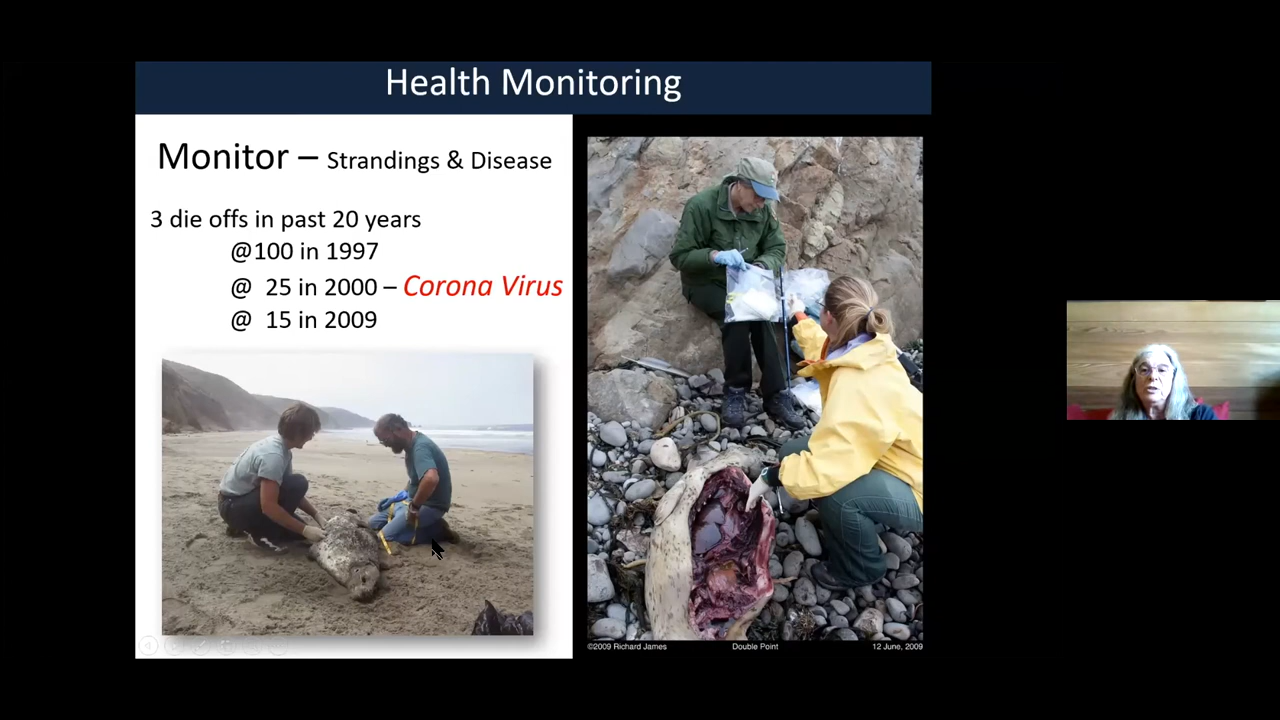 Health Monitoring
Monitor – Strandings & Disease
3 die offs in past 20 years
@100 in 1997
@ 25 in 2000 – Corona Virus
@ 15 in 2009
©2009 Richard James Double Point 12 June, 2009